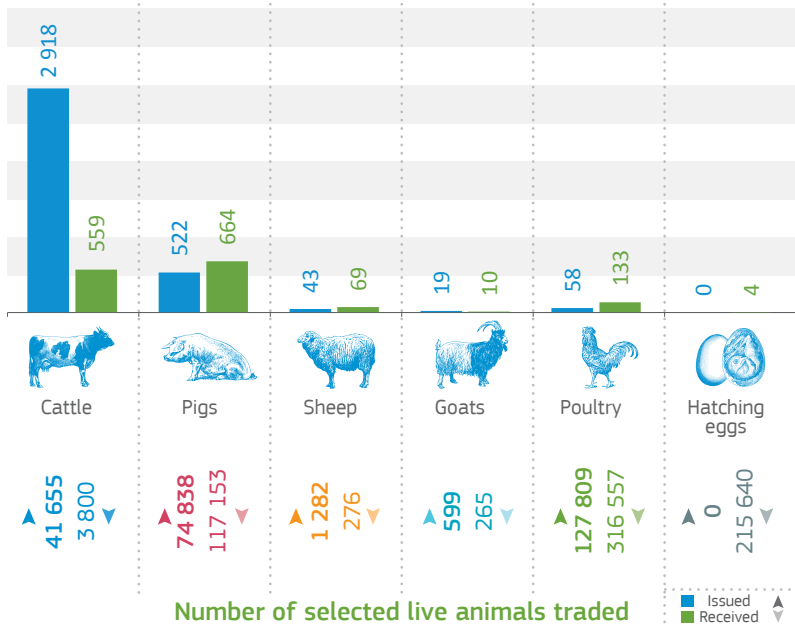 2 918
559
522
664
43
69
19
10
58
133
0
4
Cattle
Pigs
Sheep
Goats
Poultry
Hatching
eggs
41 655
3 800
74 838
117 153
1 282
276
599
265
127 809
316 557
0
215 640
Number of selected live animals traded
Issued
Received